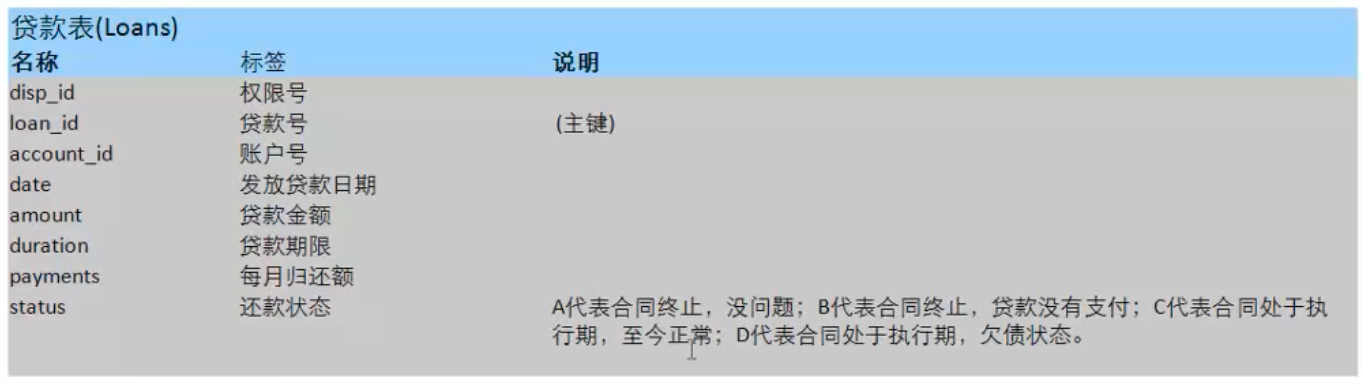 贷款表(Loans)
名称 标签 说明
disp_id 权限号
loan_id 贷款号 (主键)
account_id 账户号
date 发放贷款日期
amount 贷款金额
duration 贷款期限
payments 每月归还额
status 还款状态 A代表合同终止，没问题；B代表合同终止，贷款没有支付；C代表合同处于执
行期，至今正常；D代表合同处于执行期，欠债状态。